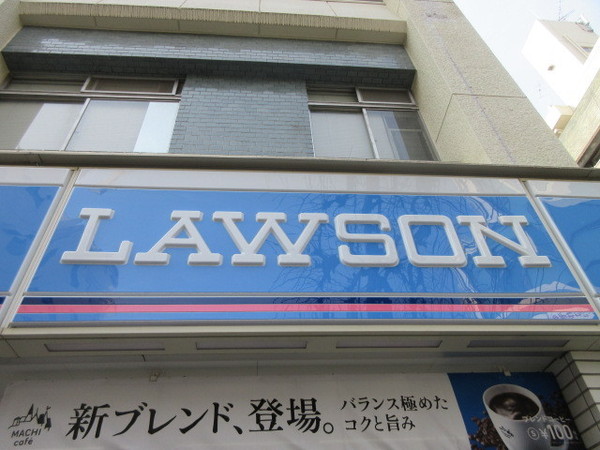 LAWSON
MACHI
café
新ブレンド、登場。
バランス極めた
コクと旨み
S ¥100